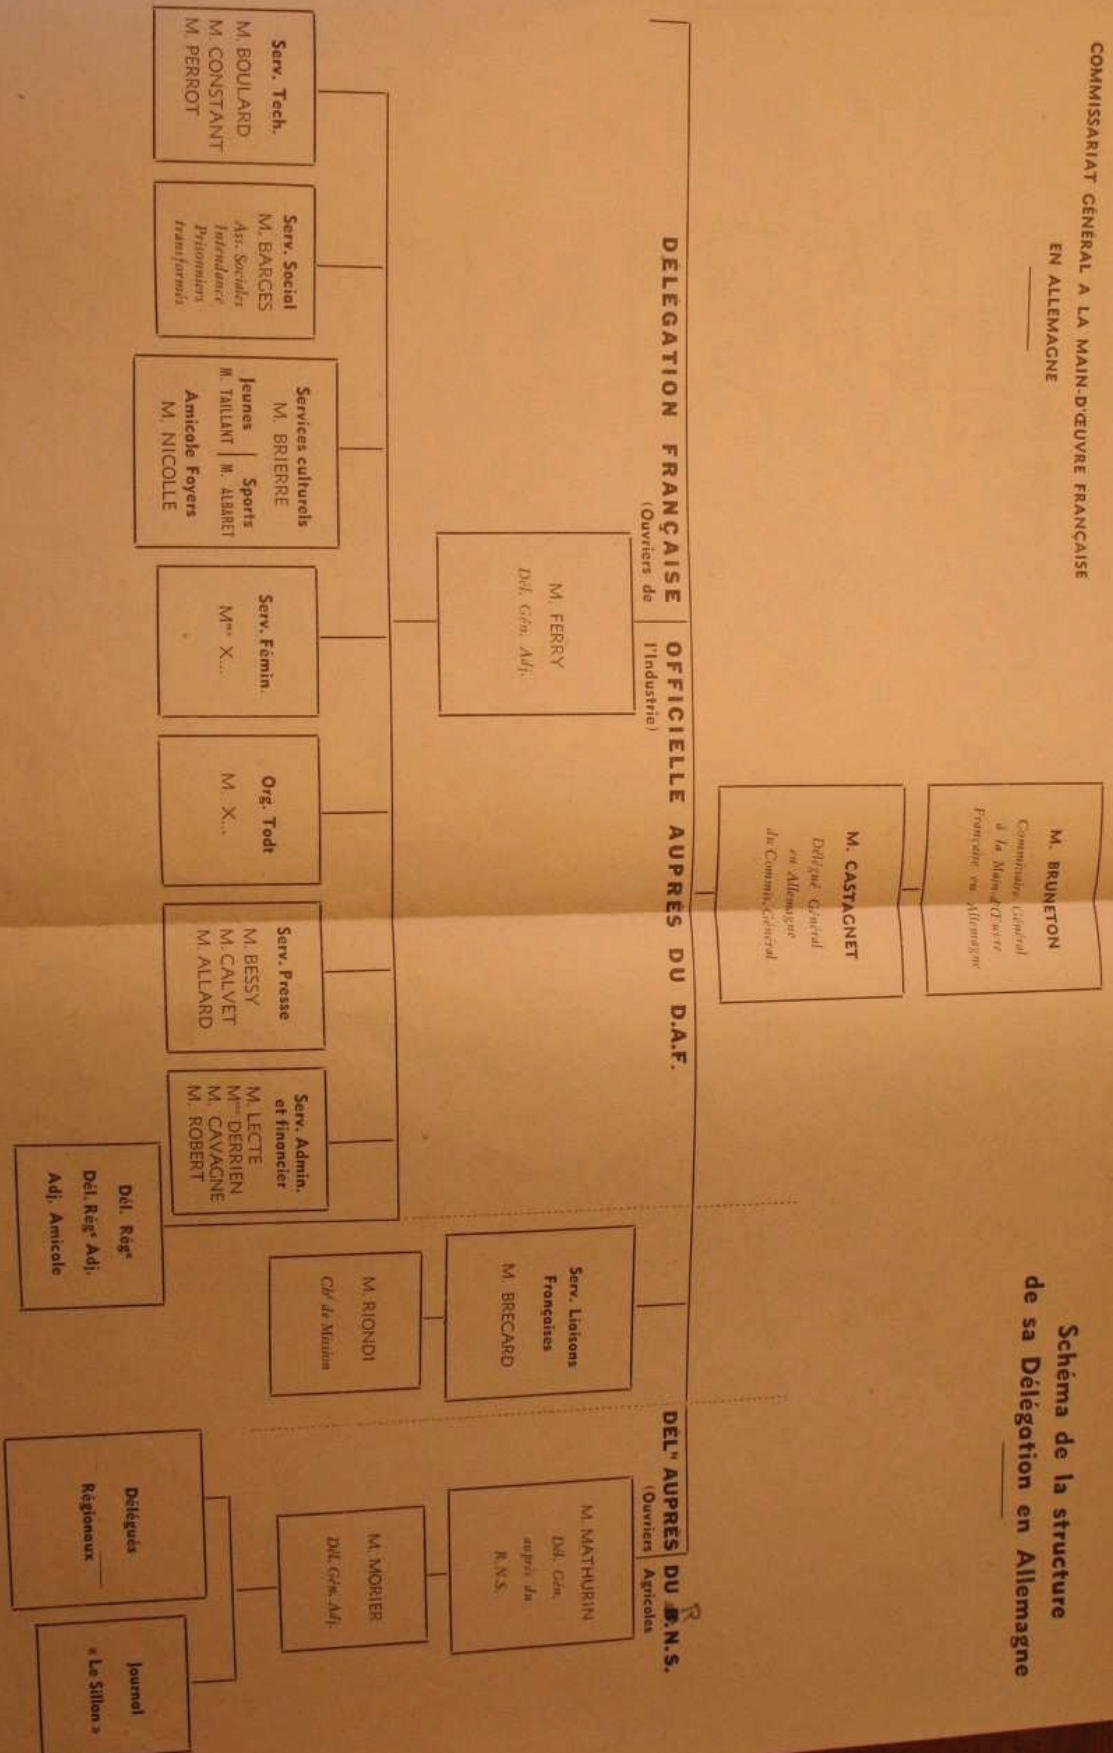 COMMISSARIAT GÉNÉRAL A LA MAIN-D'ŒUVRE FRANÇAISE
EN ALLEMAGNE
Schéma de la structure
de sa Délégation en Allemagne
M. BRUNETON
Commissaire Général
à la Main-d'Œuvre
Française en Allemagne
M. CASTAGNET
Délégué Général
en Allemagne
du Commis. Général
DÉLÉGATION FRANÇAISE OFFICIELLE AUPRÈS DU D.A.F.
(Ouvriers de l'Industrie)
DÉLⁿ AUPRÈS DU R.N.S.
(Ouvriers Agricoles
M. FERRY
Dél. Gén. Adj.
Serv. Liaisons
Françaises
M. BRECARD
M. MATHURIN
Dél. Gén.
auprès du
R.N.S.
M. RIONDI
Chf de Mission
M. MORIER
Dél. Gén. Adj.
Serv. Tech.
M. BOULARD
M. CONSTANT
M. PERROT
Serv. Social
M. BARGES
Ass. Sociales
Intendance
Prisonniers
transformés
Services culturels
M. BRIERRE
Jeunes Sports
M. TAILLANT M. ALBARET
Amicale Foyers
M. NICOLLE
Serv. Fémin.
Mᵐᵉ X...
Org. Todt
M. X...
Serv. Presse
M. BESSY
M. CALVET
M. ALLARD
Serv. Admin.
et financier
M. LECTE
Mᵐᵉ DERRIEN
M. CAVAGNE
M. ROBERT
Dél. Régˣ
Dél. Régˣ Adj.
Adj. Amicale
Délégués
Régionaux
Journal
« Le Sillon »